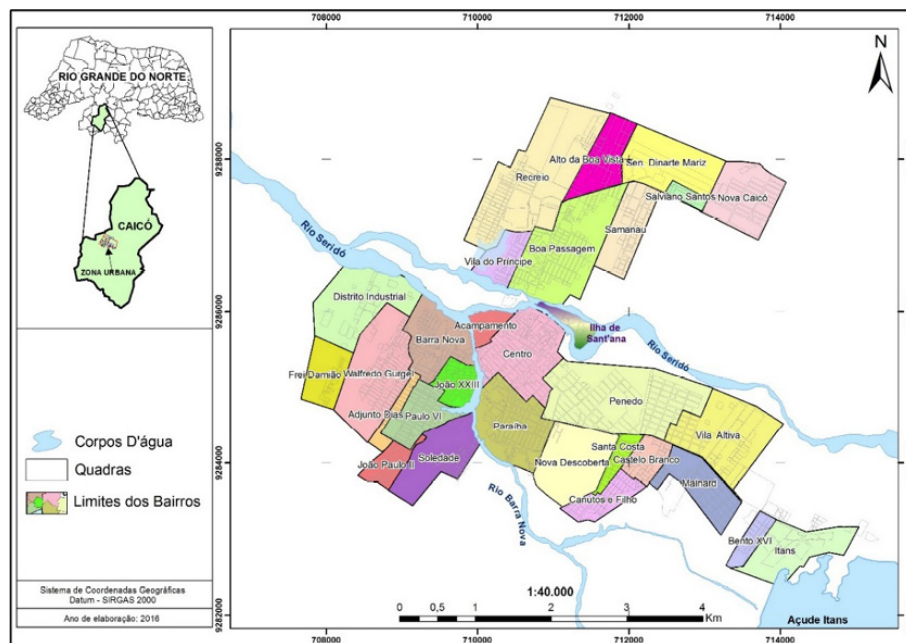 708000
710000
712000
714000
RIO GRANDE DO NORTE
CAICÓ
ZONA URBANA
Corpos D'água
Quadras
Limites dos Bairros
Sistema de Coordenadas Geográficas
Datum - SIRGAS 2000
Ano de elaboração: 2016
9288000
9286000
9284000
9282000
N
Alto da Boa Vista
Sen. Dinarte Mariz
Recreio
Salviano Santos
Nova Caicó
Samanau
Boa Passagem
Vila do Príncipe
Rio Seridó
Distrito Industrial
Acampamento
Ilha de
Sant'ana
Barra Nova
Centro
Rio Seridó
Frei Damião
Walfredo Gurgel
João XXIII
Penedo
Adjunto Dias
Paulo VI
Paraíba
Vila Altiva
Santa Costa
João Paulo II
Soledade
Nova Descoberta
Castelo Branco
Mainard
Canutos e Filho
Rio Barra Nova
Bento XVI
Itans
1:40.000
0
0,5
1
2
3
4
Km
Açude Itans
708000
710000
712000
714000